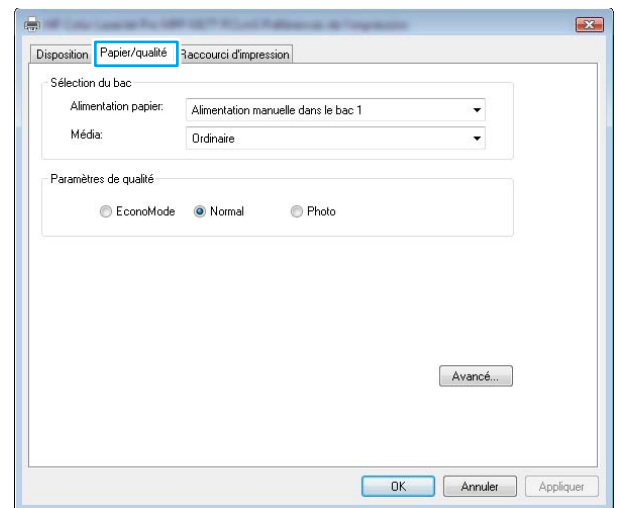 Disposition Papier/qualité Raccourci d'impression
Sélection du bac
Alimentation papier: Alimentation manuelle dans le bac 1
Média: Ordinaire
Paramètres de qualité
EconoMode Normal Photo
Avancé...
OK Annuler Appliquer